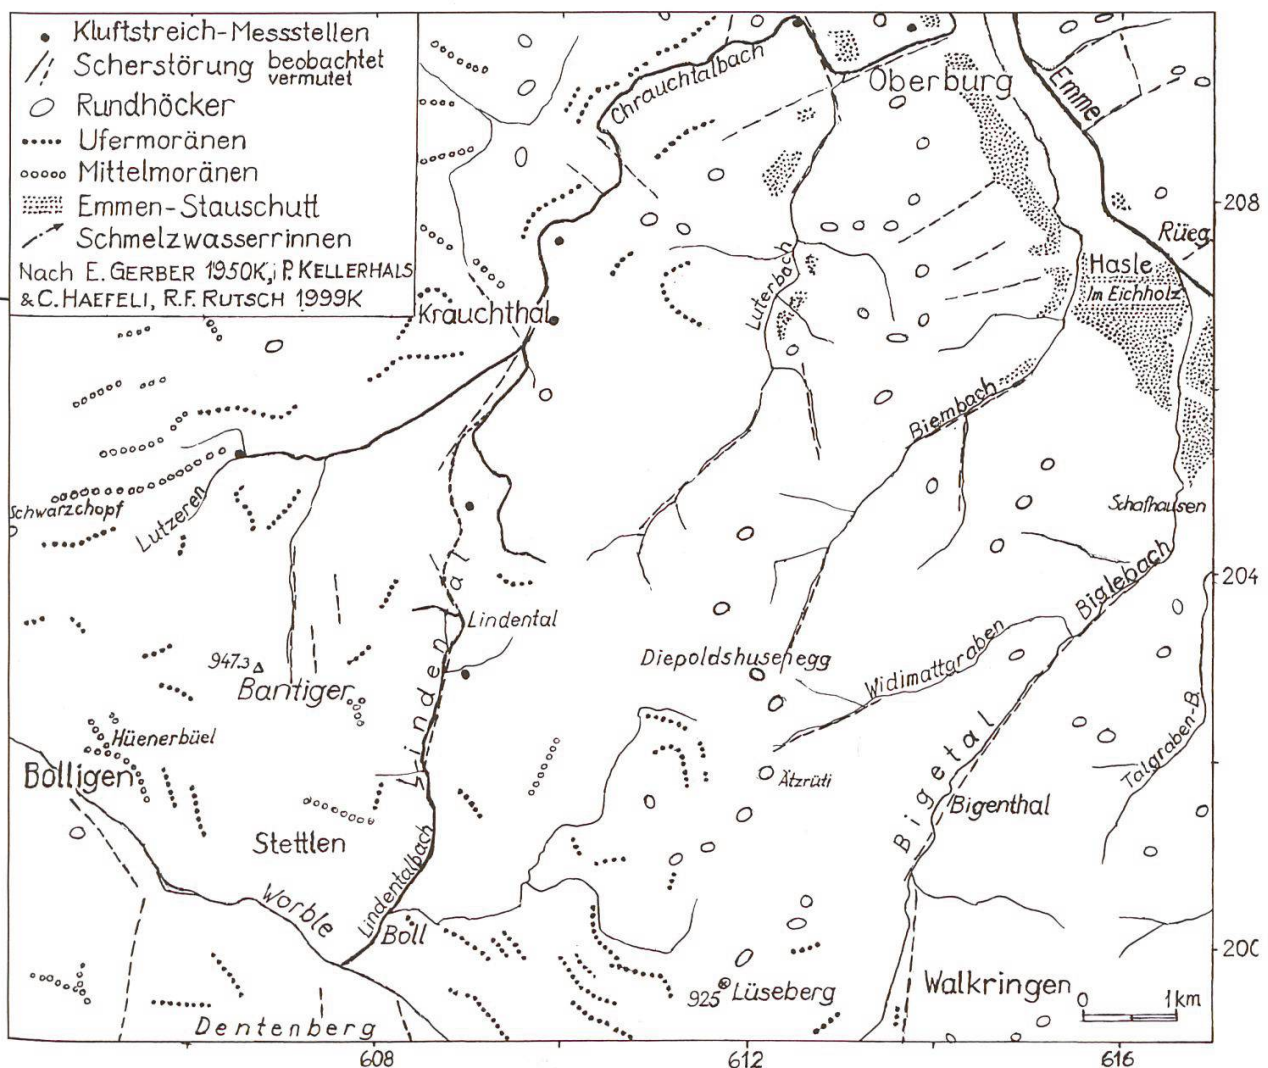 Kluftstreich-Messstellen
Scherstörung beobachtet
vermutet
Rundhöcker
Ufermoränen
Mittelmoränen
Emmen-Stauschutt
Schmelzwasserrinnen
Nach E. GERBER 1950K,; P. KELLERHALS
& C. HAEFELI, R.F. RUTSCH 1999K
Chrauchtalbach
Oberburg
Emme
208
Rüeg
Luterbach
Hasle
Im Eichholz
Krauchthal
Biembach
Schwarzchopf
Lutzeren
Schafhausen
204
Biglebach
Lindental
Lindental
Diepoldshusenegg
Widimattgraben
947.3
Bantiger
Hüenerbüel
Bolligen
Talgraben-B.
Ätzrüti
Bigetal
Bigenthal
Stettlen
Lindentalbach
Worble
Boll
200
925 Lüseberg
Walkringen
0 1km
Dentenberg
608 612 616